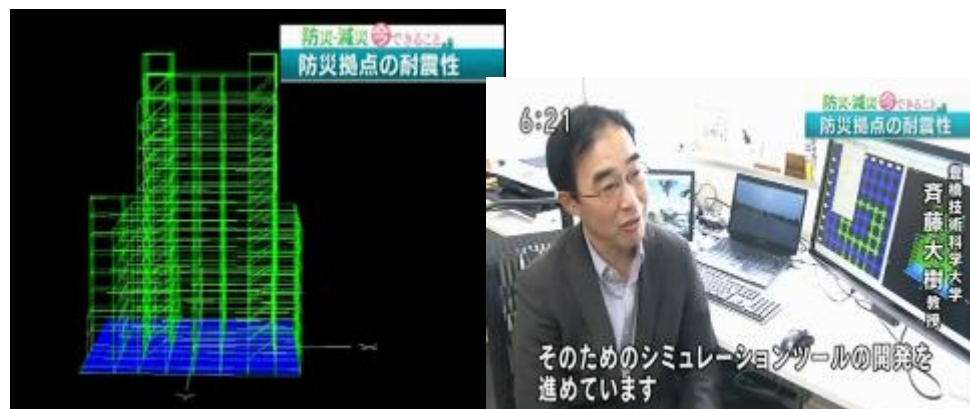 防災・減災 今 できること
防災拠点の耐震性
6:21
防災・減災 今 できること
防災拠点の耐震性
豊橋技術科学大学
斉藤大樹 教授
そのためのシミュレーションツールの開発を
進めています